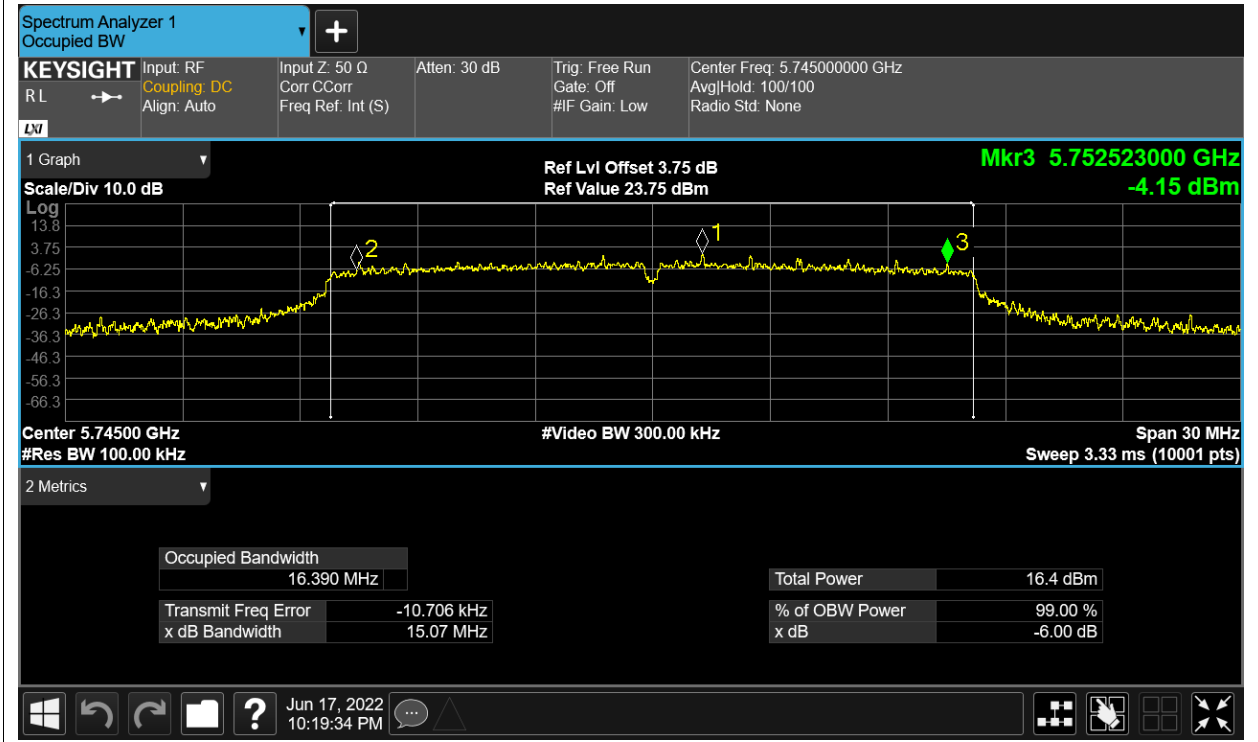 Spectrum Analyzer 1
Occupied BW
KEYSIGHT
R L
LXI
Input: RF
Coupling: DC
Align: Auto
Input Z: 50 Ω
Corr CCorr
Freq Ref: Int (S)
Atten: 30 dB
Trig: Free Run
Gate: Off
#IF Gain: Low
Center Freq: 5.745000000 GHz
Avg|Hold: 100/100
Radio Std: None
1 Graph
Scale/Div 10.0 dB
Ref Lvl Offset 3.75 dB
Ref Value 23.75 dBm
Mkr3 5.752523000 GHz
-4.15 dBm
Log
13.8
3.75
-6.25
-16.3
-26.3
-36.3
-46.3
-56.3
-66.3
2
1
3
Center 5.74500 GHz
#Res BW 100.00 kHz
#Video BW 300.00 kHz
Span 30 MHz
Sweep 3.33 ms (10001 pts)
2 Metrics
Occupied Bandwidth
16.390 MHz
Transmit Freq Error -10.706 kHz
x dB Bandwidth 15.07 MHz
Total Power 16.4 dBm
% of OBW Power 99.00 %
x dB -6.00 dB
?
Jun 17, 2022
10:19:34 PM